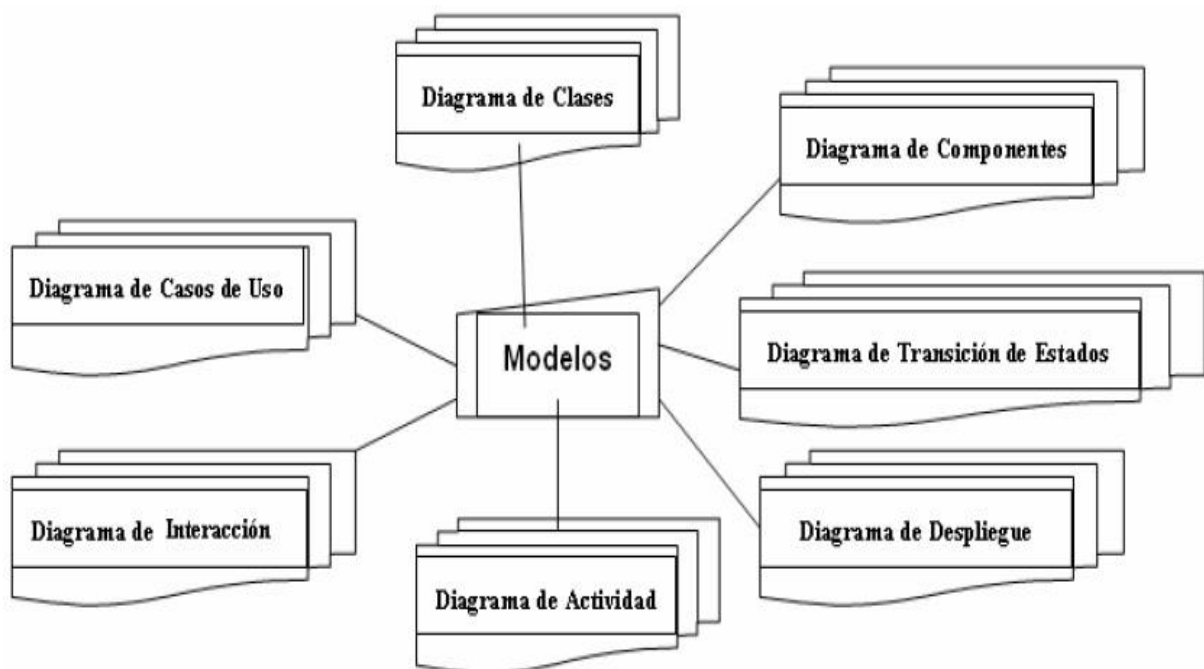 Diagrama de Clases
Diagrama de Componentes
Diagrama de Casos de Uso
Modelos
Diagrama de Transición de Estados
Diagrama de Interacción
Diagrama de Despliegue
Diagrama de Actividad